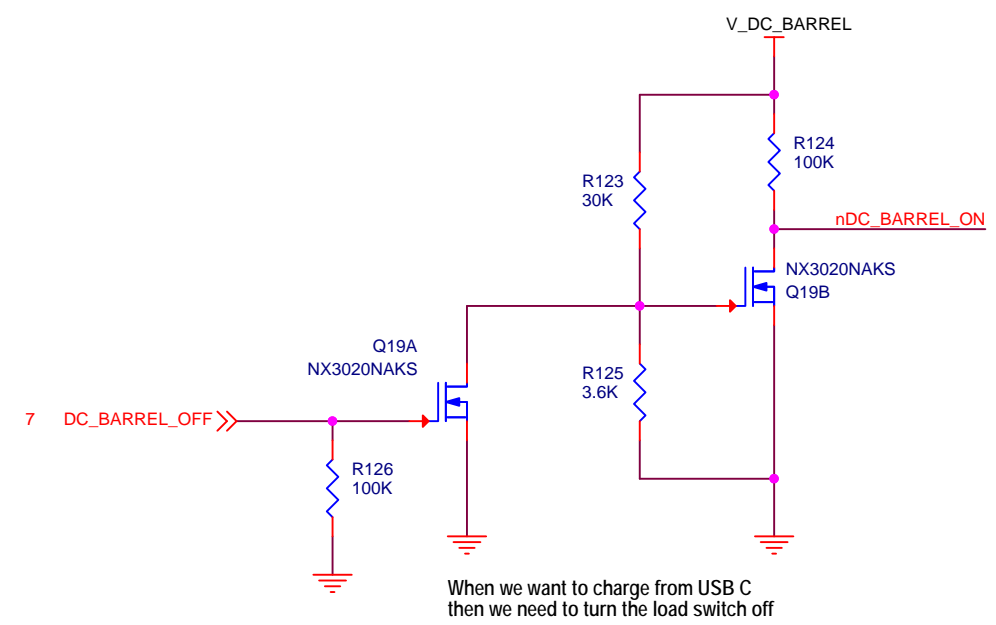 V_DC_BARREL
R124
100K
R123
30K
nDC_BARREL_ON
NX3020NAKS
Q19B
Q19A
NX3020NAKS
R125
3.6K
7 DC_BARREL_OFF
R126
100K
When we want to charge from USB C
then we need to turn the load switch off